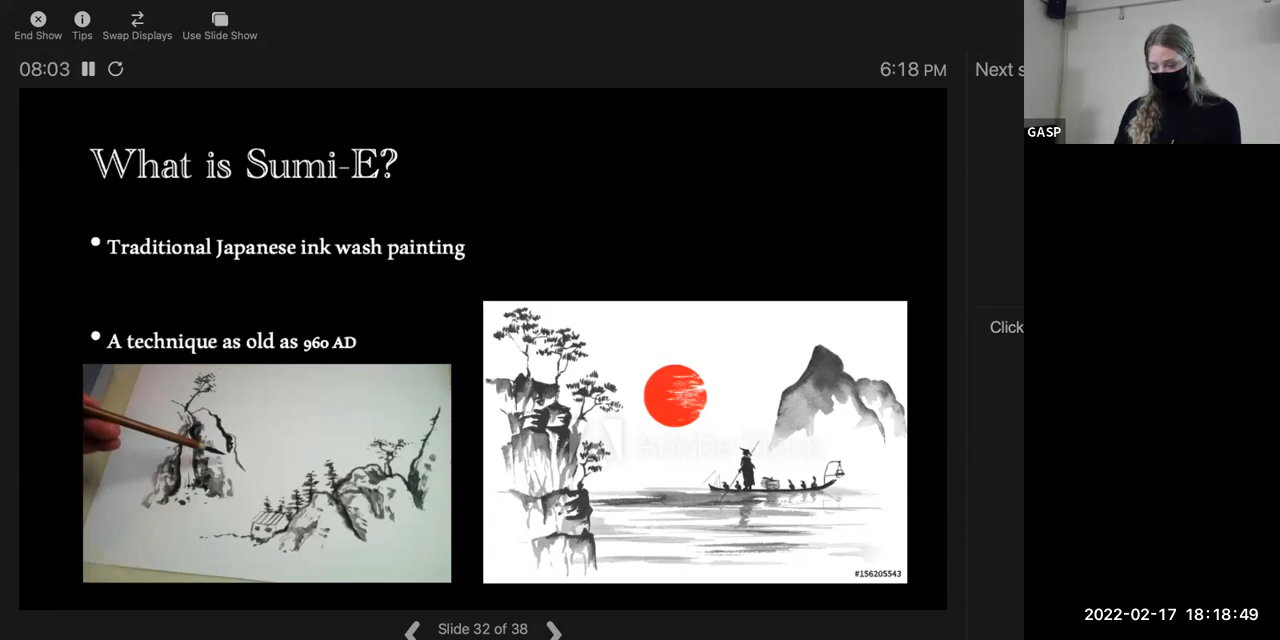 End Show Tips Swap Displays Use Slide Show
08:03
6:18 PM
Next s
GASP
What is Sumi-E?
• Traditional Japanese ink wash painting
• A technique as old as 960 AD
Click
#156205543
Slide 32 of 38
2022-02-17 18:18:49